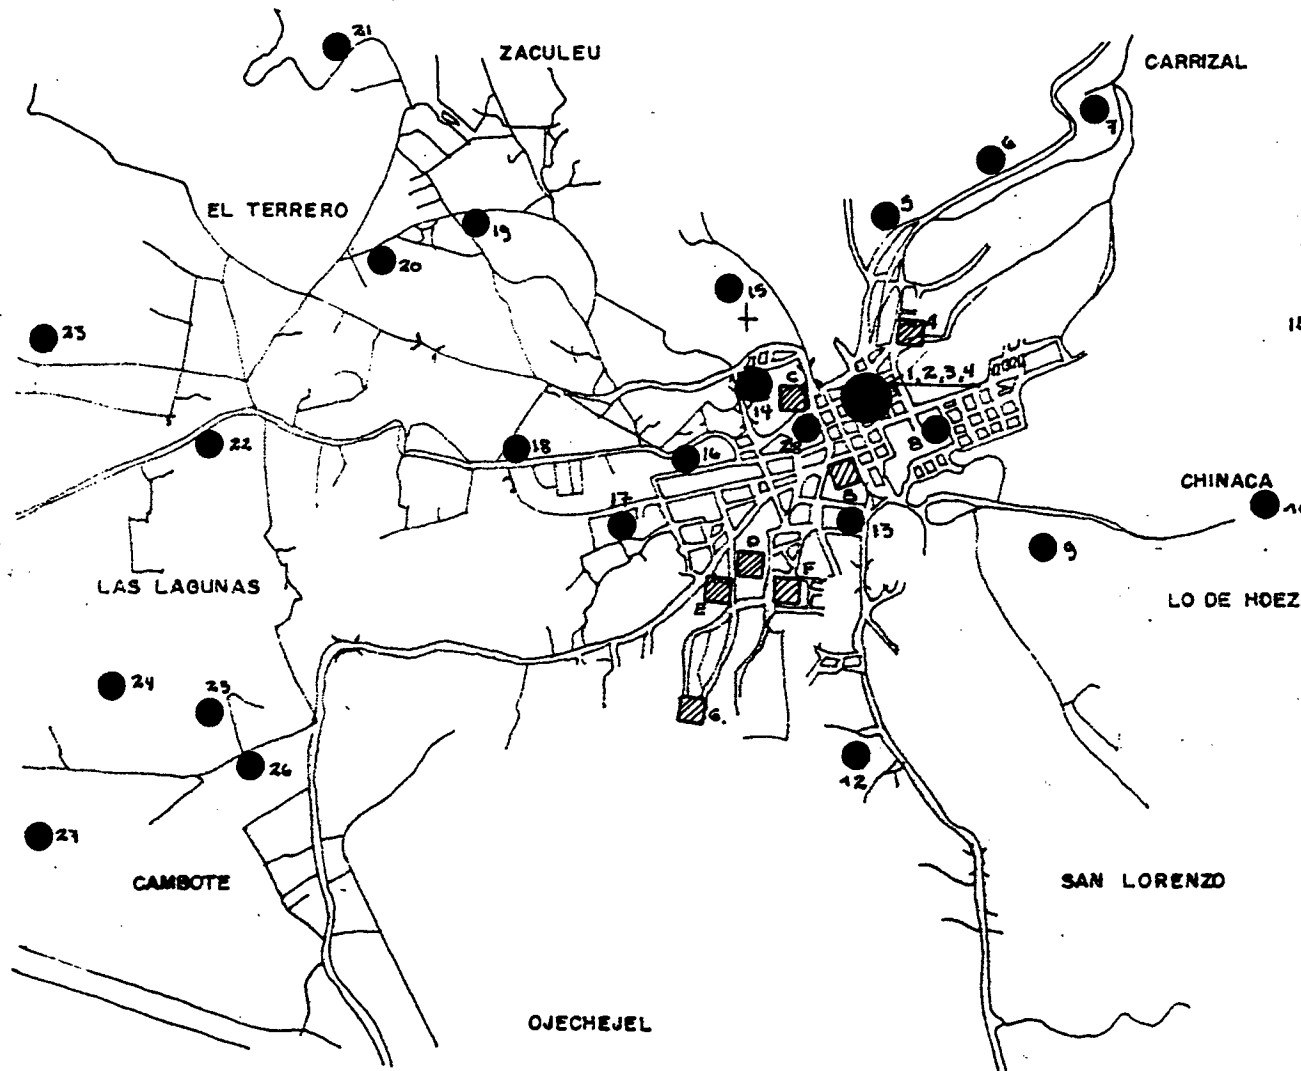 21
ZACULEU
CARRIZAL
7
6
EL TERRERO
5
19
20
15
23
A
C
1,2,3,4
14
8
22
18
16
CHINACA
17
B
13
9
D
LAS LAGUNAS
F
E
LO DE HOEZ
24
25
G.
26
12
27
CAMBOTE
SAN LORENZO
OJECHEJEL